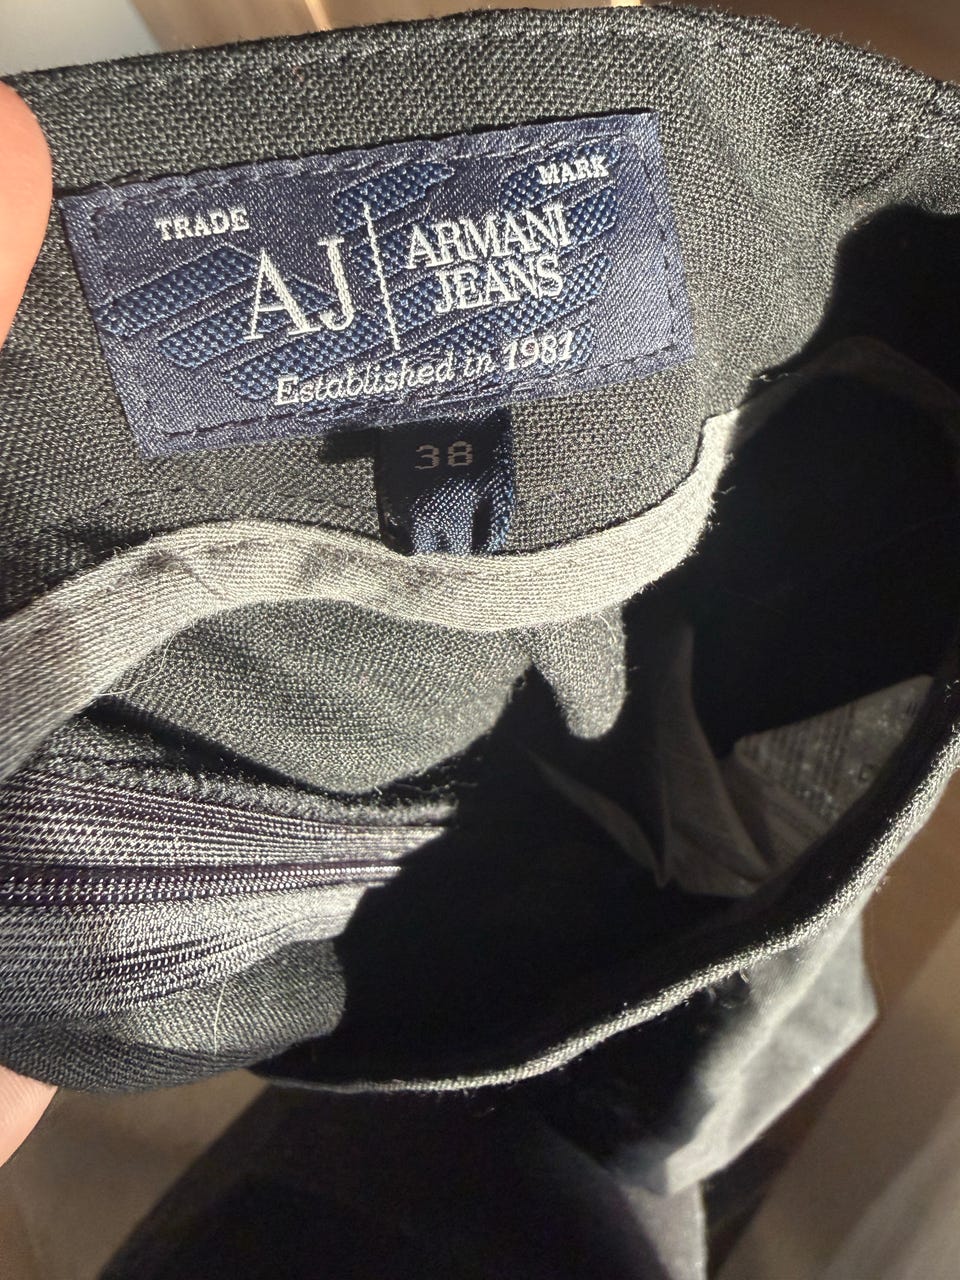 TRADE MARK
AJ ARMANI
JEANS
Established in 1981
38